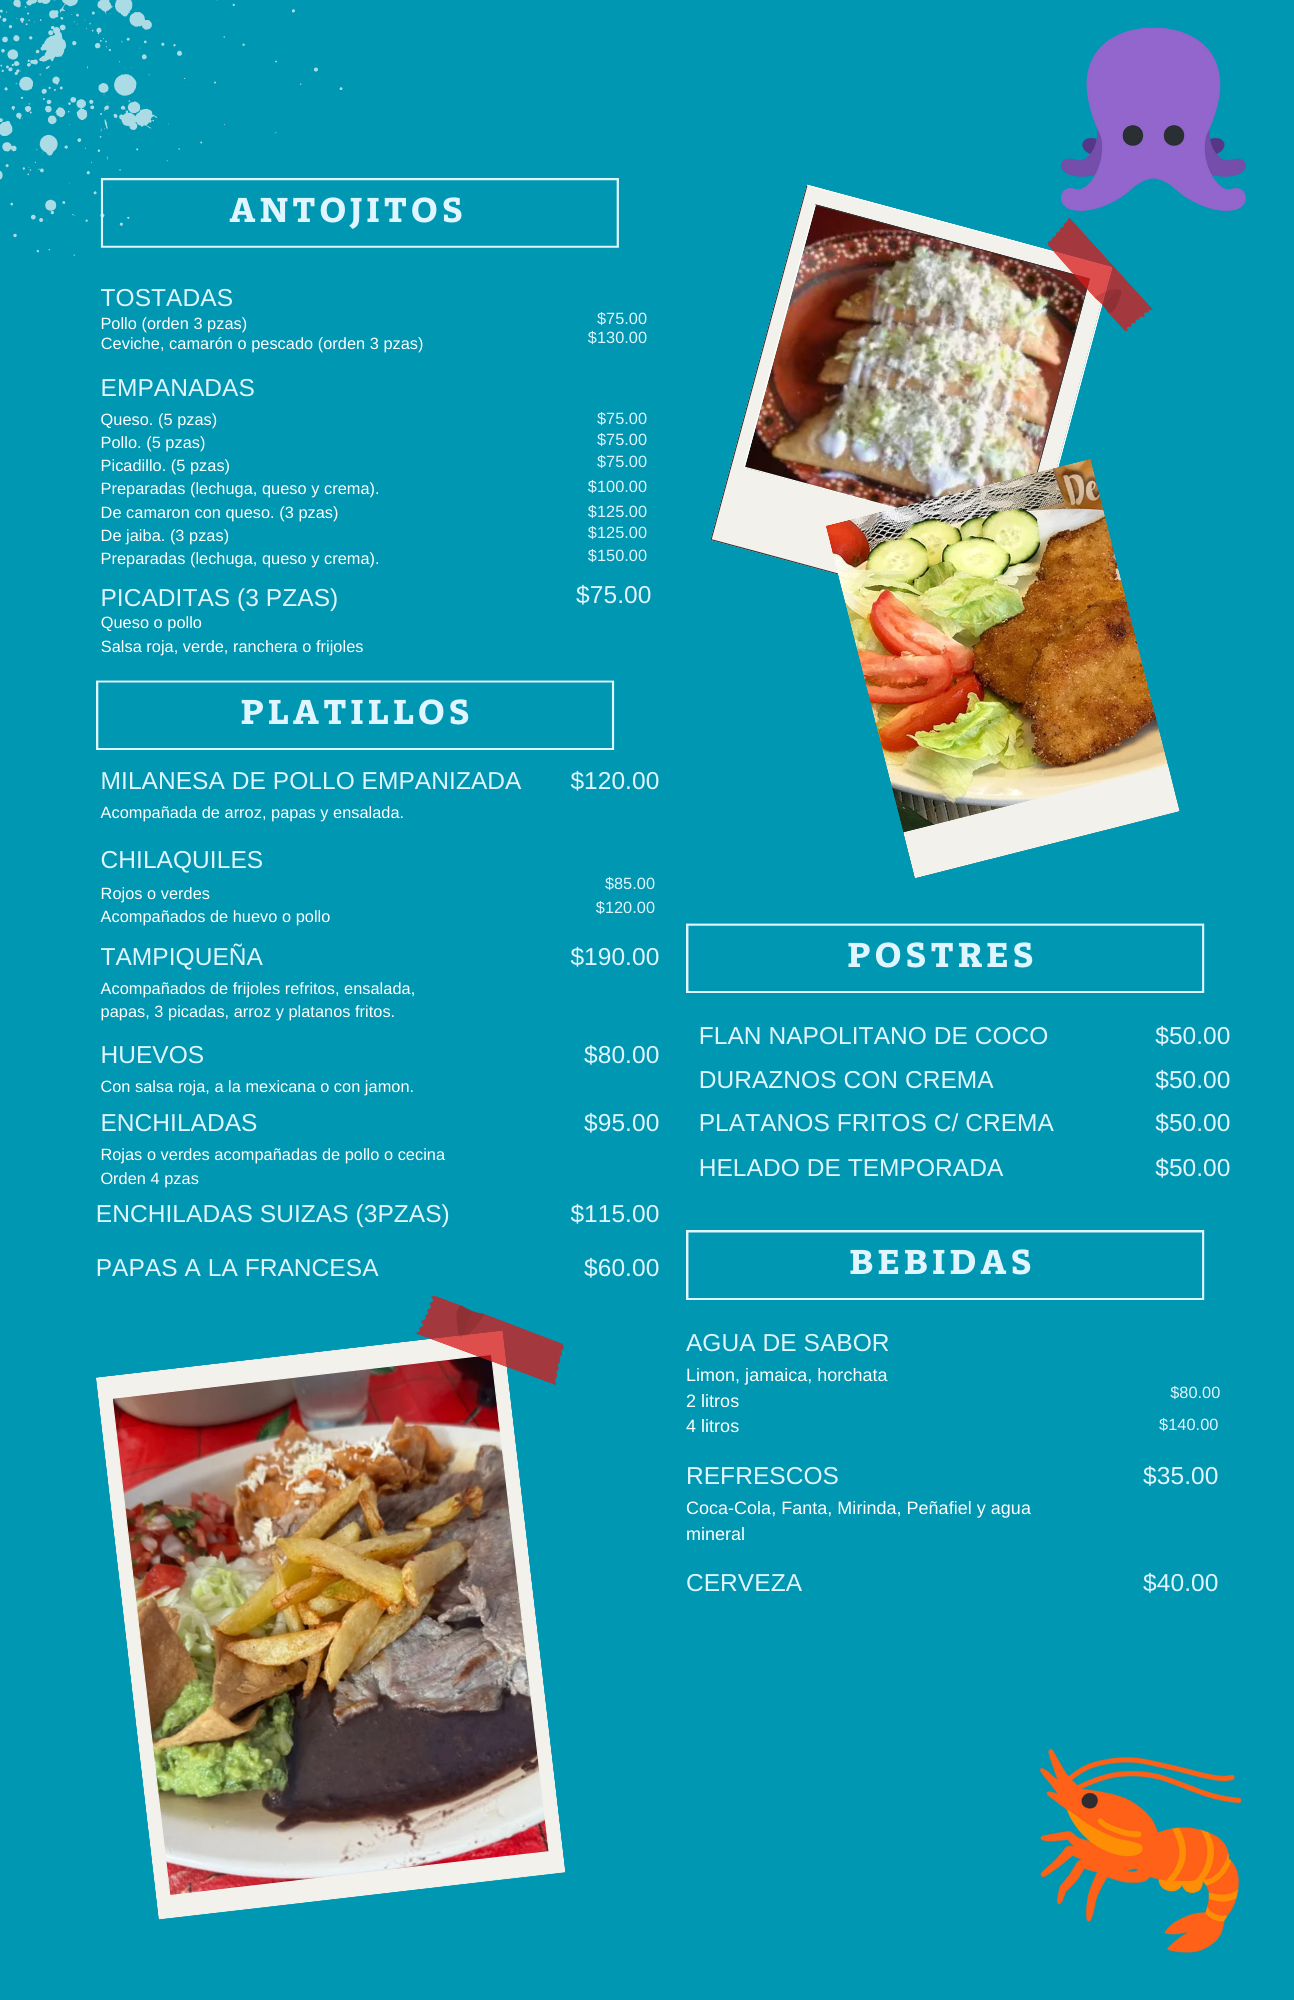 ANTOJITOS
TOSTADAS
Pollo (orden 3 pzas) $75.00
Ceviche, camarón o pescado (orden 3 pzas) $130.00
EMPANADAS
Queso. (5 pzas) $75.00
Pollo. (5 pzas) $75.00
Picadillo. (5 pzas) $75.00
Preparadas (lechuga, queso y crema). $100.00
De camaron con queso. (3 pzas) $125.00
De jaiba. (3 pzas) $125.00
Preparadas (lechuga, queso y crema). $150.00
PICADITAS (3 PZAS) $75.00
Queso o pollo
Salsa roja, verde, ranchera o frijoles
PLATILLOS
MILANESA DE POLLO EMPANIZADA $120.00
Acompañada de arroz, papas y ensalada.
CHILAQUILES
Rojos o verdes $85.00
Acompañados de huevo o pollo $120.00
TAMPIQUEÑA $190.00
Acompañados de frijoles refritos, ensalada,
papas, 3 picadas, arroz y platanos fritos.
HUEVOS $80.00
Con salsa roja, a la mexicana o con jamon.
ENCHILADAS $95.00
Rojas o verdes acompañadas de pollo o cecina
Orden 4 pzas
ENCHILADAS SUIZAS (3PZAS) $115.00
PAPAS A LA FRANCESA $60.00
De
POSTRES
FLAN NAPOLITANO DE COCO $50.00
DURAZNOS CON CREMA $50.00
PLATANOS FRITOS C/ CREMA $50.00
HELADO DE TEMPORADA $50.00
BEBIDAS
AGUA DE SABOR
Limon, jamaica, horchata
2 litros $80.00
4 litros $140.00
REFRESCOS $35.00
Coca-Cola, Fanta, Mirinda, Peñafiel y agua
mineral
CERVEZA $40.00